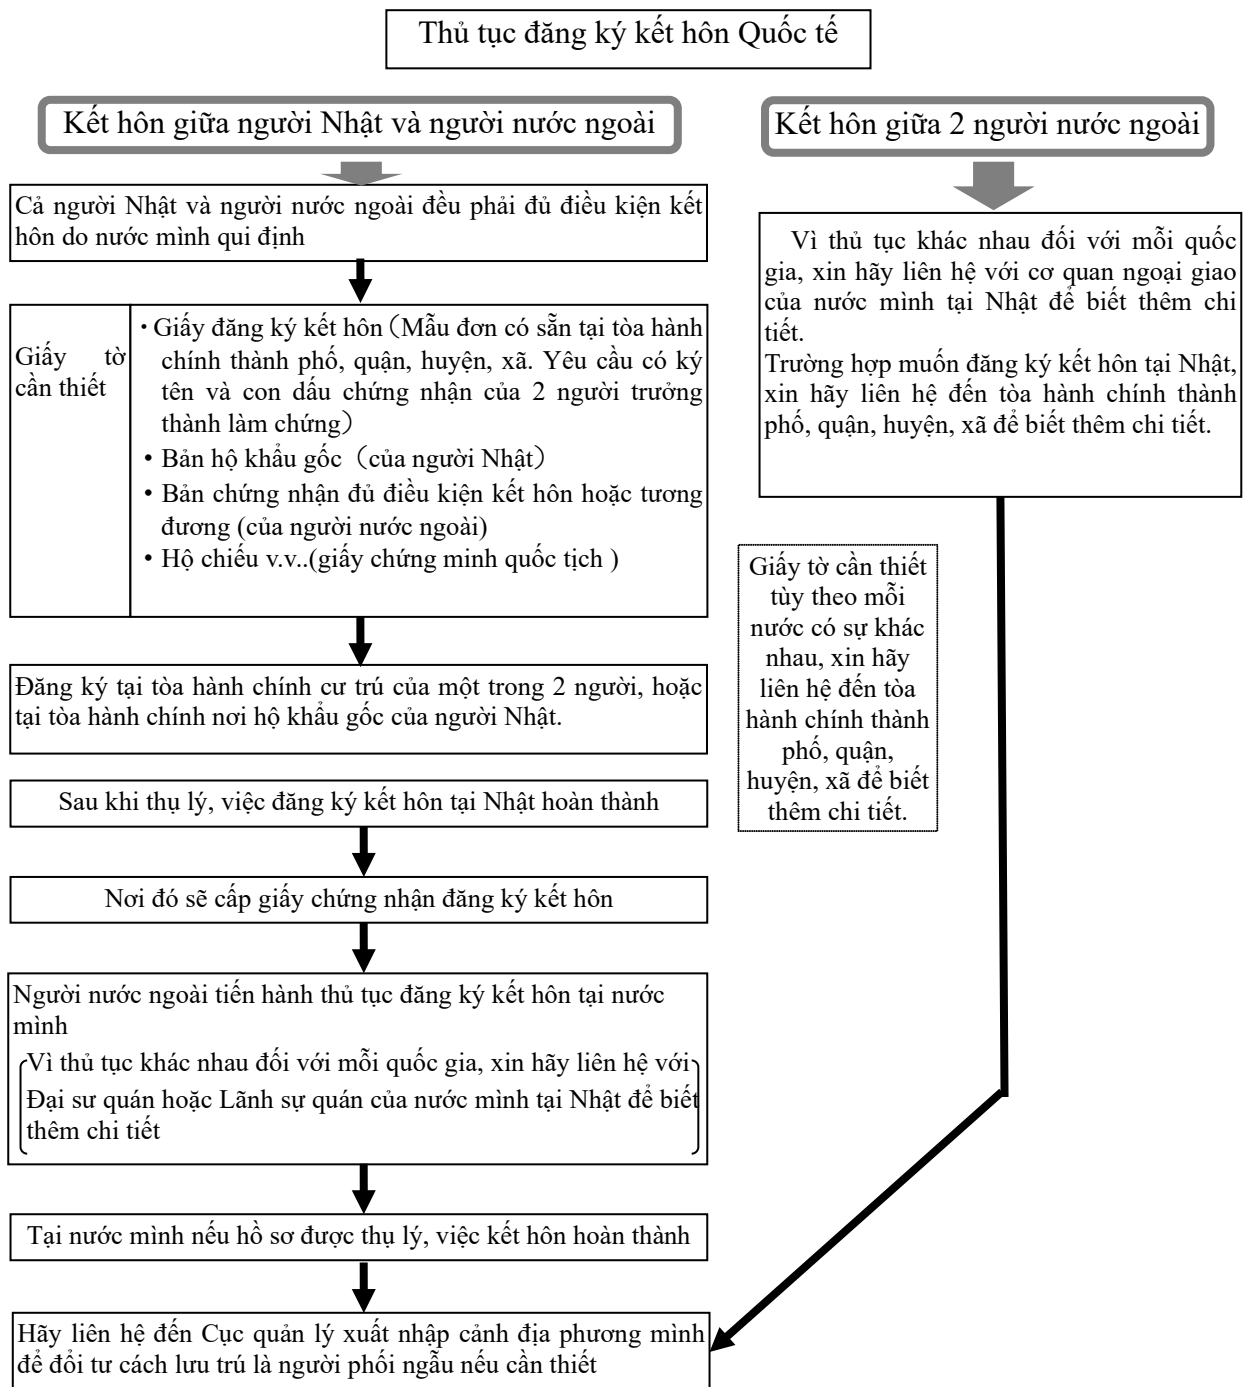 Thủ tục đăng ký kết hôn Quốc tế
Kết hôn giữa người Nhật và người nước ngoài
Cả người Nhật và người nước ngoài đều phải đủ điều kiện kết
hôn do nước mình qui định
Giấy tờ
cần thiết
・Giấy đăng ký kết hôn（Mẫu đơn có sẵn tại tòa hành
chính thành phố, quận, huyện, xã. Yêu cầu có ký
tên và con dấu chứng nhận của 2 người trưởng
thành làm chứng）
• Bản hộ khẩu gốc（của người Nhật）
• Bản chứng nhận đủ điều kiện kết hôn hoặc tương
đương (của người nước ngoài)
• Hộ chiếu v.v..(giấy chứng minh quốc tịch )
Đăng ký tại tòa hành chính cư trú của một trong 2 người, hoặc
tại tòa hành chính nơi hộ khẩu gốc của người Nhật.
Sau khi thụ lý, việc đăng ký kết hôn tại Nhật hoàn thành
Nơi đó sẽ cấp giấy chứng nhận đăng ký kết hôn
Người nước ngoài tiến hành thủ tục đăng ký kết hôn tại nước
mình
Vì thủ tục khác nhau đối với mỗi quốc gia, xin hãy liên hệ với
Đại sư quán hoặc Lãnh sự quán của nước mình tại Nhật để biết
thêm chi tiết
Tại nước mình nếu hồ sơ được thụ lý, việc kết hôn hoàn thành
Hãy liên hệ đến Cục quản lý xuất nhập cảnh địa phương mình
để đổi tư cách lưu trú là người phối ngẫu nếu cần thiết
Kết hôn giữa 2 người nước ngoài
Vì thủ tục khác nhau đối với mỗi quốc
gia, xin hãy liên hệ với cơ quan ngoại giao
của nước mình tại Nhật để biết thêm chi
tiết.
Trường hợp muốn đăng ký kết hôn tại Nhật,
xin hãy liên hệ đến tòa hành chính thành
phố, quận, huyện, xã để biết thêm chi tiết.
Giấy tờ cần thiết
tùy theo mỗi
nước có sự khác
nhau, xin hãy
liên hệ đến tòa
hành chính thành
phố, quận,
huyện, xã để biết
thêm chi tiết.